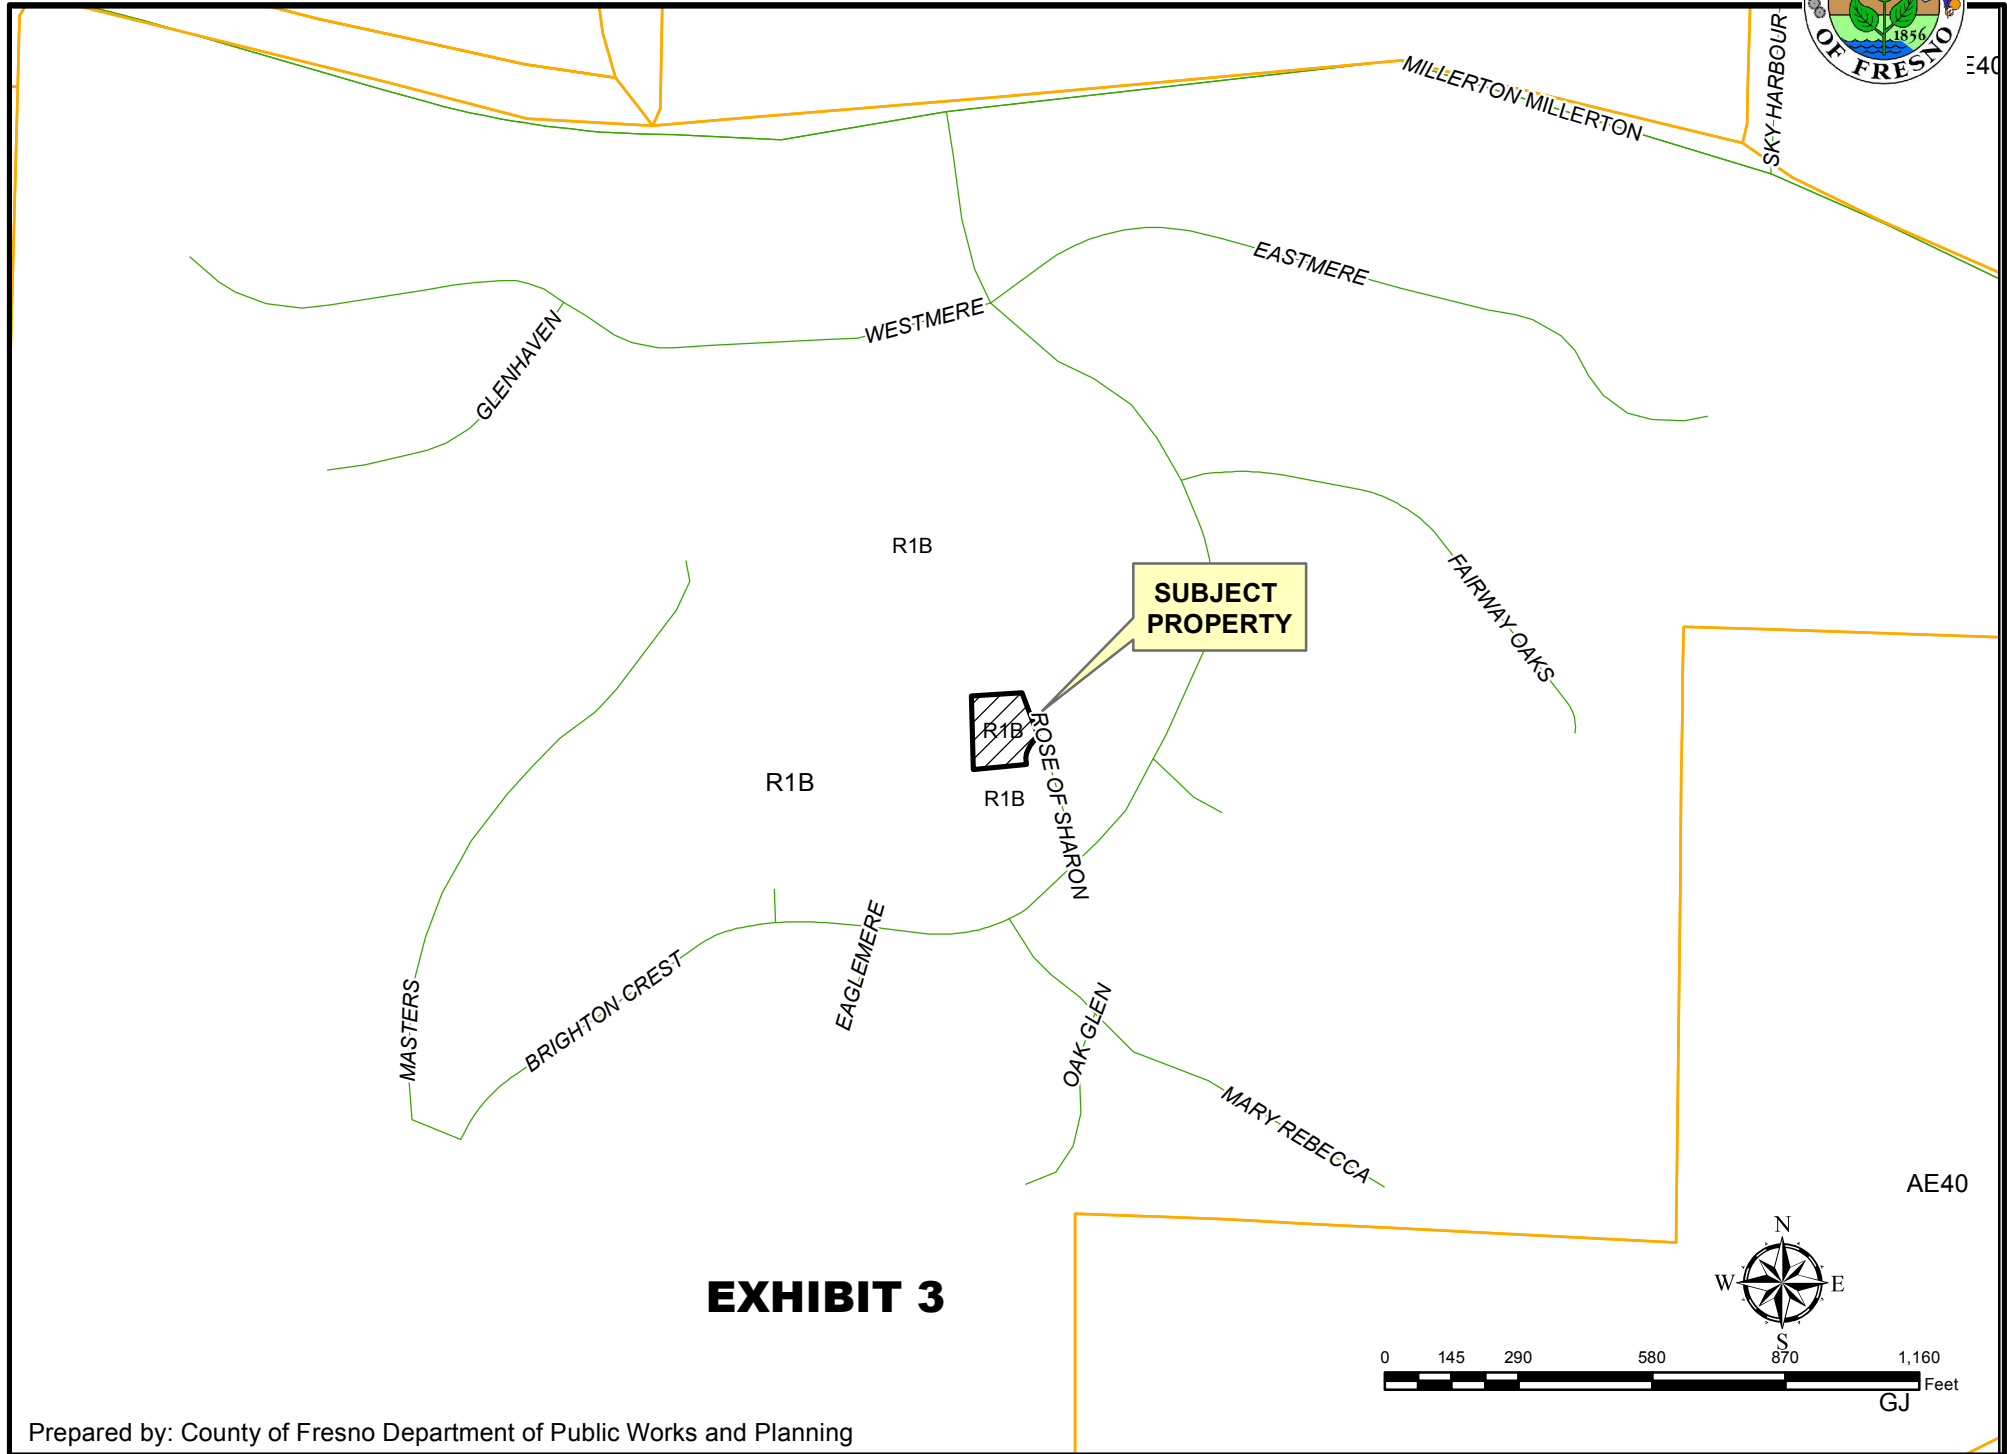 1856
OF FRESNO
E40
SKY HARBOUR
MILLERTON MILLERTON
EASTMERE
WESTMERE
GLENHAVEN
R1B
FAIRWAY OAKS
SUBJECT
PROPERTY
R1B
ROSE OF SHARON
R1B
R1B
EAGLEMERE
BRIGHTON CREST
MASTERS
OAK GLEN
MARY REBECCA
AE40
N
W
E
S
EXHIBIT 3
0 145 290 580 870 1,160
Feet
GJ
Prepared by: County of Fresno Department of Public Works and Planning